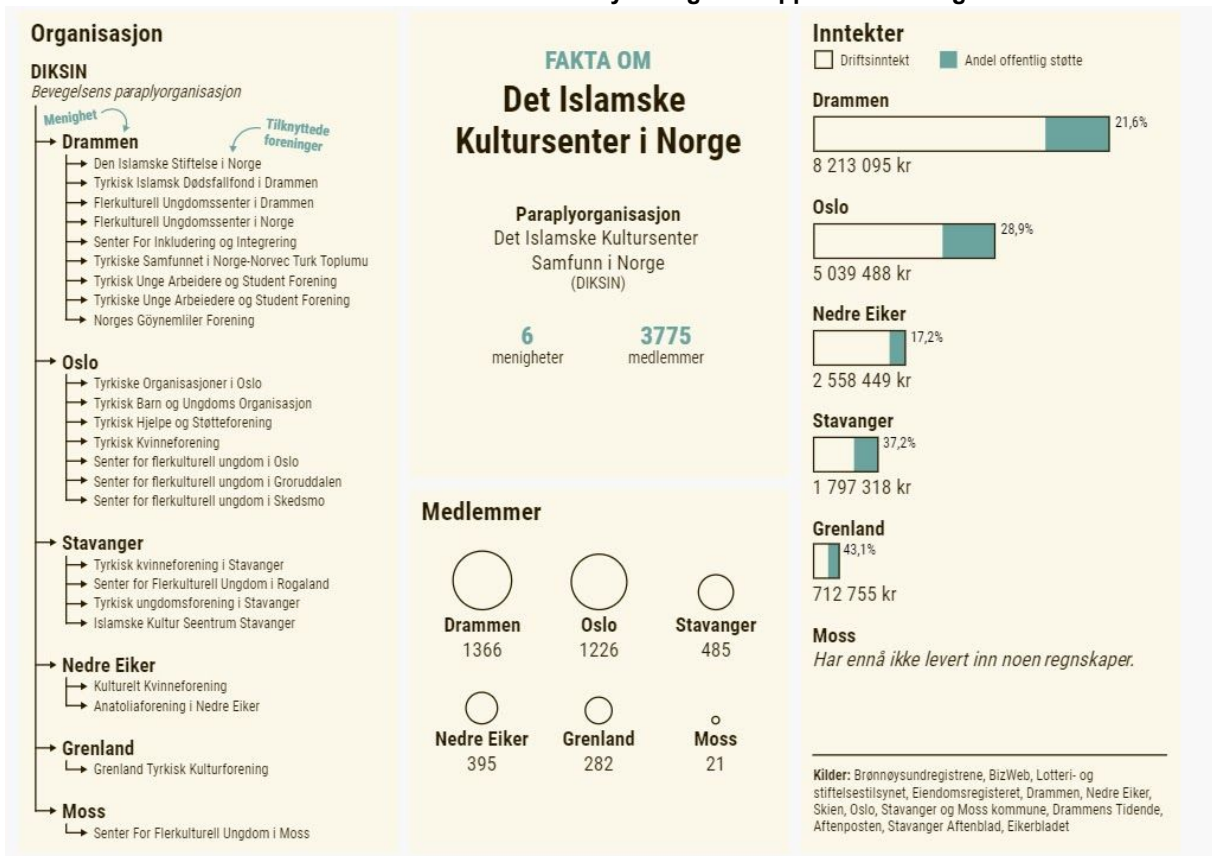 Organisasjon
DIKSIN
Bevegelsens paraplyorganisasjon
Menighet
Tilknyttede
foreninger
Drammen
Den Islamske Stiftelse i Norge
Tyrkisk Islamsk Dødsfallfond i Drammen
Flerkulturell Ungdomssenter i Drammen
Flerkulturell Ungdomssenter i Norge
Senter For Inkludering og Integrering
Tyrkiske Samfunnet i Norge-Norvec Turk Toplumu
Tyrkisk Unge Arbeidere og Student Forening
Tyrkiske Unge Arbeiedere og Student Forening
Norges Göynemliler Forening
Oslo
Tyrkiske Organisasjoner i Oslo
Tyrkisk Barn og Ungdoms Organisasjon
Tyrkisk Hjelpe og Støtteforening
Tyrkisk Kvinneforening
Senter for flerkulturell ungdom i Oslo
Senter for flerkulturell ungdom i Groruddalen
Senter for flerkulturell ungdom i Skedsmo
Stavanger
Tyrkisk kvinneforening i Stavanger
Senter for Flerkulturell Ungdom i Rogaland
Tyrkisk ungdomsforening i Stavanger
Islamske Kultur Seentrum Stavanger
Nedre Eiker
Kulturelt Kvinneforening
Anatoliaforening i Nedre Eiker
Grenland
Grenland Tyrkisk Kulturforening
Moss
Senter For Flerkulturell Ungdom i Moss
FAKTA OM
Det Islamske
Kultursenter i Norge
Paraplyorganisasjon
Det Islamske Kultursenter
Samfunn i Norge
(DIKSIN)
6 3775
menigheter medlemmer
Medlemmer
Drammen Oslo Stavanger
1366 1226 485
Nedre Eiker Grenland Moss
395 282 21
Inntekter
Driftsinntekt Andel offentlig støtte
Drammen
21,6%
8 213 095 kr
Oslo
28,9%
5 039 488 kr
Nedre Eiker
17,2%
2 558 449 kr
Stavanger
37,2%
1 797 318 kr
Grenland
43,1%
712 755 kr
Moss
Har ennå ikke levert inn noen regnskaper.
Kilder: Brønnøysundregistrene, BizWeb, Lotteri- og
stiftelsestilsynet, Eiendomsregisteret, Drammen, Nedre Eiker,
Skien, Oslo, Stavanger og Moss kommune, Drammens Tidende,
Aftenposten, Stavanger Aftenblad, Eikerbladet